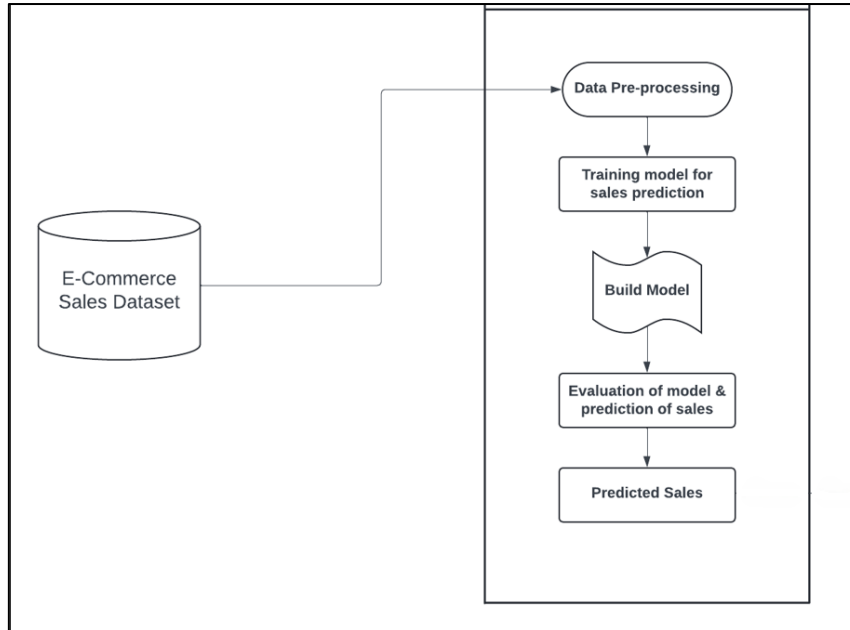 Data Pre-processing
Training model for
sales prediction
E-Commerce
Sales Dataset
Build Model
Evaluation of model &
prediction of sales
Predicted Sales